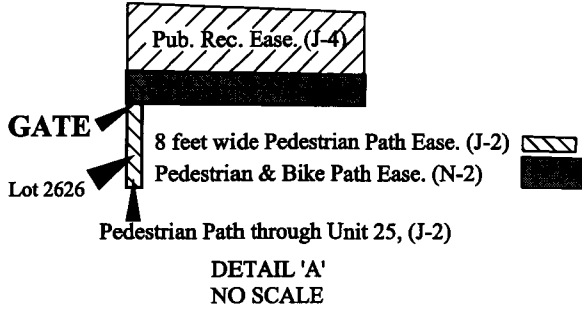 Pub. Rec. Ease. (J-4)
GATE
8 feet wide Pedestrian Path Ease. (J-2)
Lot 2626
Pedestrian & Bike Path Ease. (N-2)
Pedestrian Path through Unit 25, (J-2)
DETAIL 'A'
NO SCALE